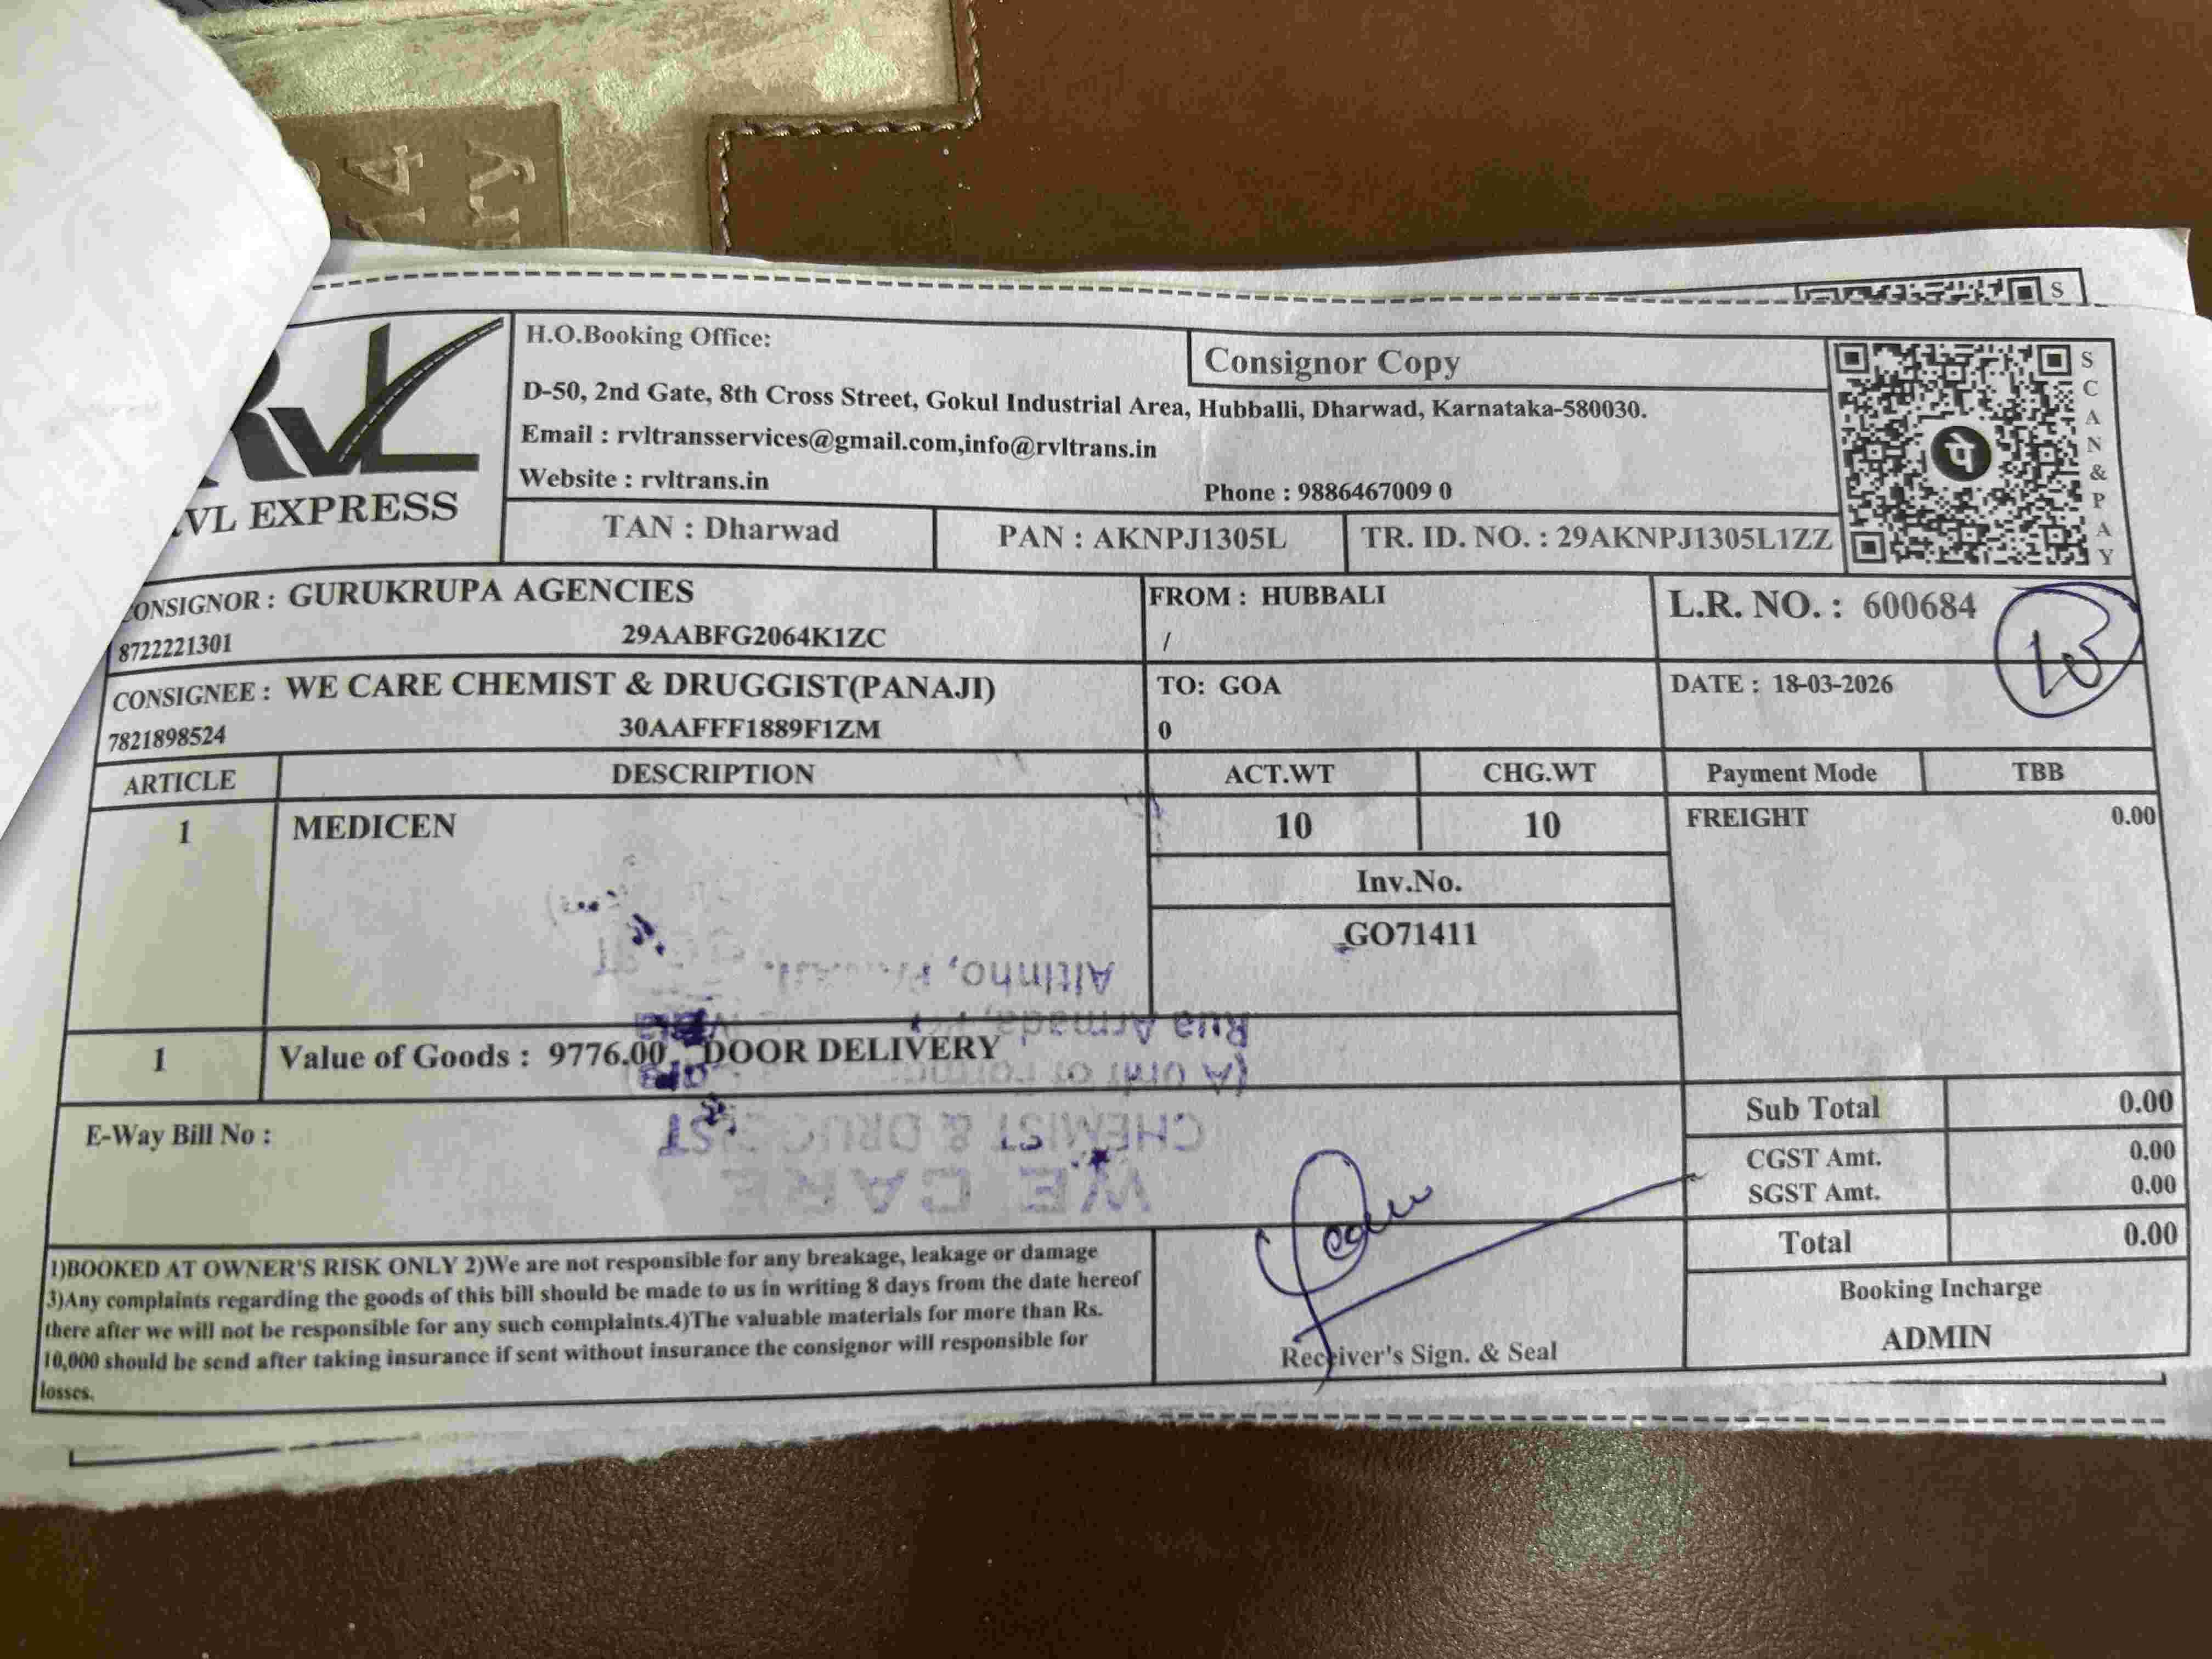 H.O.Booking Office:
Consignor Copy
D-50, 2nd Gate, 8th Cross Street, Gokul Industrial Area, Hubballi, Dharwad, Karnataka-580030.
Email : rvltransservices@gmail.com,info@rvltrans.in
Website : rvltrans.in
Phone : 9886467009 0
RVL
VL EXPRESS
TAN : Dharwad
PAN : AKNPJ1305L
TR. ID. NO. : 29AKNPJ1305L1ZZ
SCAN&PAY
पे
S
CONSIGNOR : GURUKRUPA AGENCIES
8722221301 29AABFG2064K1ZC
FROM : HUBBALI
/
L.R. NO. : 600684
CONSIGNEE : WE CARE CHEMIST & DRUGGIST(PANAJI)
7821898524 30AAFFF1889F1ZM
TO: GOA
0
DATE : 18-03-2026
ARTICLE DESCRIPTION ACT.WT CHG.WT Payment Mode TBB
1 MEDICEN 10 10 FREIGHT 0.00
Inv.No.
GO71411
1 Value of Goods : 9776.00 DOOR DELIVERY
E-Way Bill No :
WE CARE
CHEMIST & DRUGGIST
(A Unit of
Rua Armada,
Altinho,
Sub Total 0.00
CGST Amt. 0.00
SGST Amt. 0.00
Total 0.00
1)BOOKED AT OWNER'S RISK ONLY 2)We are not responsible for any breakage, leakage or damage
3)Any complaints regarding the goods of this bill should be made to us in writing 8 days from the date hereof
there after we will not be responsible for any such complaints.4)The valuable materials for more than Rs.
10,000 should be send after taking insurance if sent without insurance the consignor will responsible for
losses.
Receiver's Sign. & Seal
Booking Incharge
ADMIN